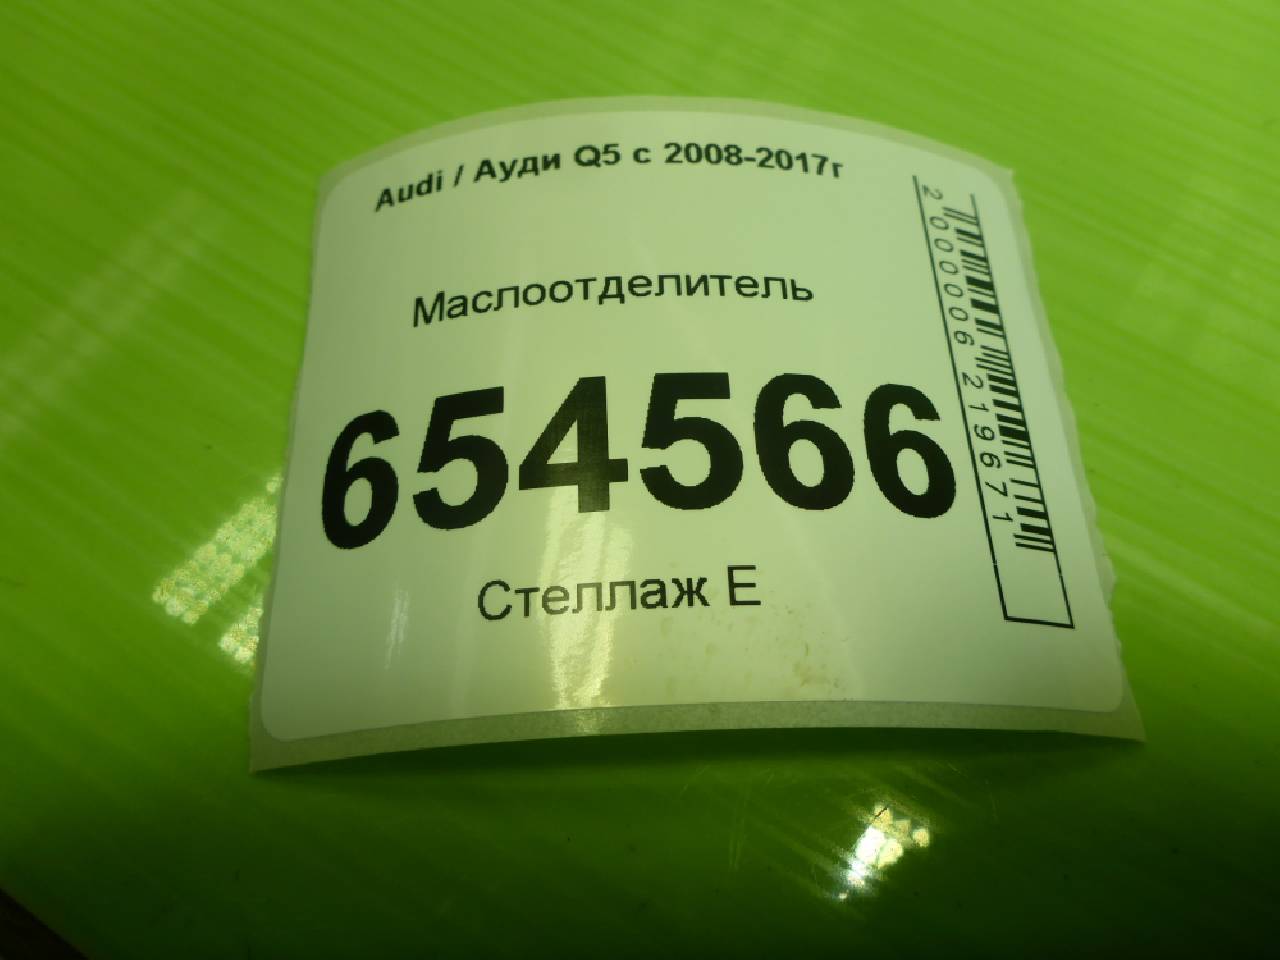 Audi / Ауди Q5 с 2008-2017г
Маслоотделитель
654566
Стеллаж Е
2000006219671